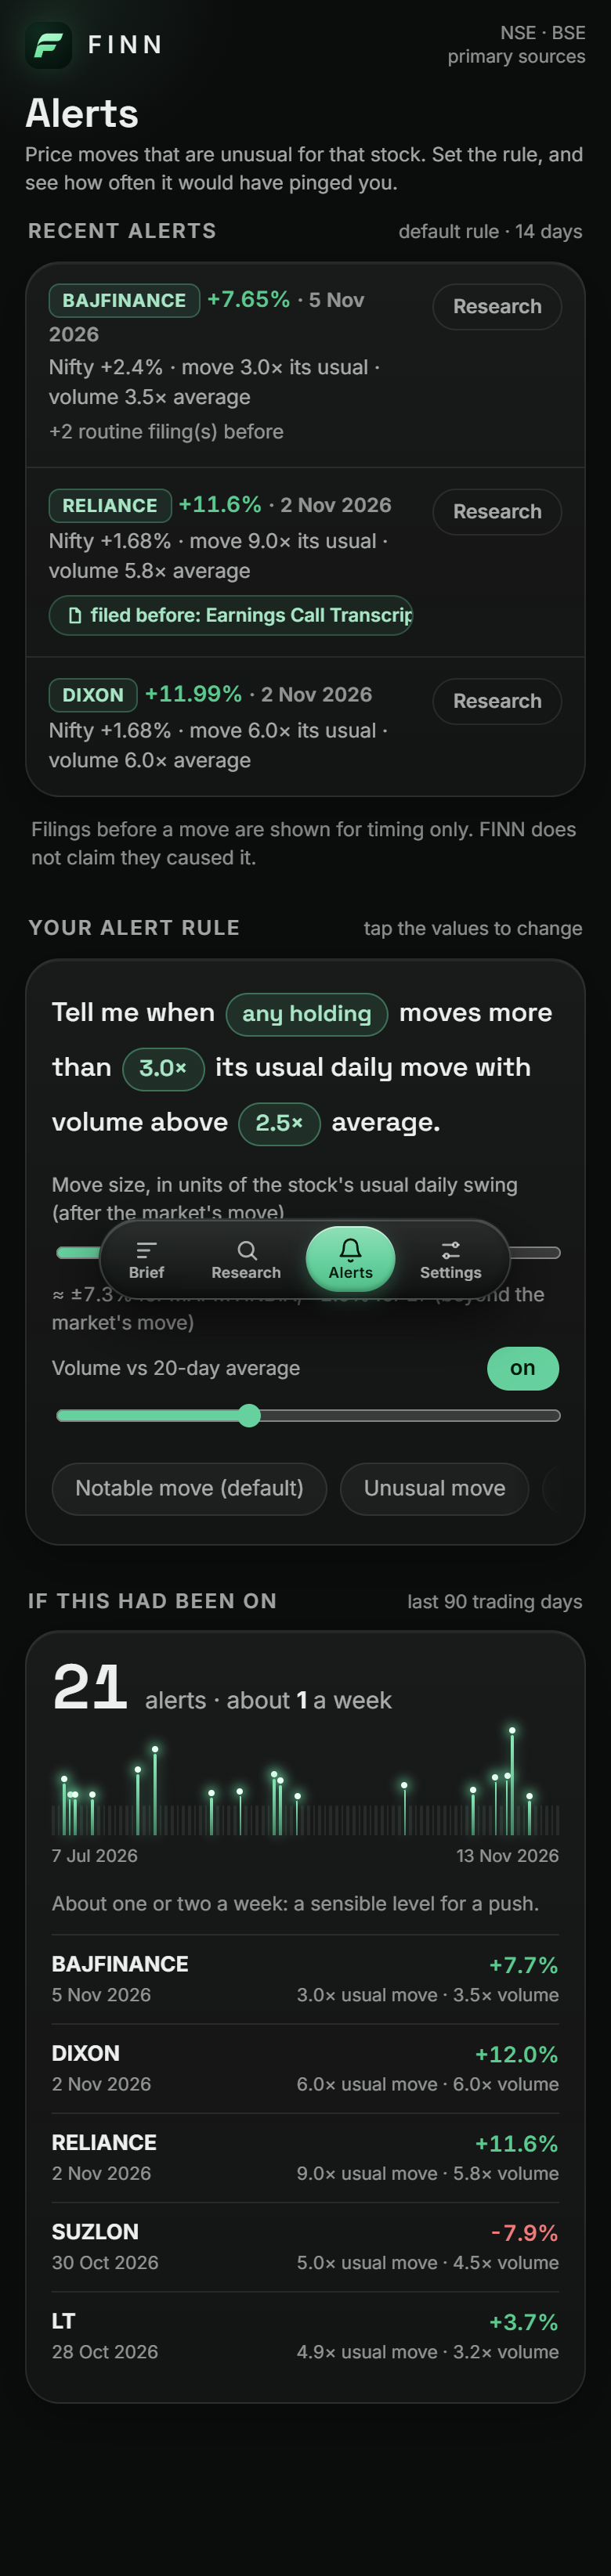 FINN
NSE · BSE
primary sources
Alerts
Price moves that are unusual for that stock. Set the rule, and
see how often it would have pinged you.
RECENT ALERTS default rule · 14 days
BAJFINANCE +7.65% · 5 Nov
2026
Research
Nifty +2.4% · move 3.0× its usual ·
volume 3.5× average
+2 routine filing(s) before
RELIANCE +11.6% · 2 Nov 2026
Research
Nifty +1.68% · move 9.0× its usual ·
volume 5.8× average
filed before: Earnings Call Transcrip
DIXON +11.99% · 2 Nov 2026
Research
Nifty +1.68% · move 6.0× its usual ·
volume 6.0× average
Filings before a move are shown for timing only. FINN does
not claim they caused it.
YOUR ALERT RULE tap the values to change
Tell me when any holding moves more
than 3.0× its usual daily move with
volume above 2.5× average.
Move size, in units of the stock's usual daily swing
(after the market's move)
Brief Research Alerts Settings
≈ ±7.3% the
market's move)
Volume vs 20-day average on
Notable move (default) Unusual move
IF THIS HAD BEEN ON last 90 trading days
21 alerts · about 1 a week
7 Jul 2026 13 Nov 2026
About one or two a week: a sensible level for a push.
BAJFINANCE +7.7%
5 Nov 2026 3.0× usual move · 3.5× volume
DIXON +12.0%
2 Nov 2026 6.0× usual move · 6.0× volume
RELIANCE +11.6%
2 Nov 2026 9.0× usual move · 5.8× volume
SUZLON -7.9%
30 Oct 2026 5.0× usual move · 4.5× volume
LT +3.7%
28 Oct 2026 4.9× usual move · 3.2× volume